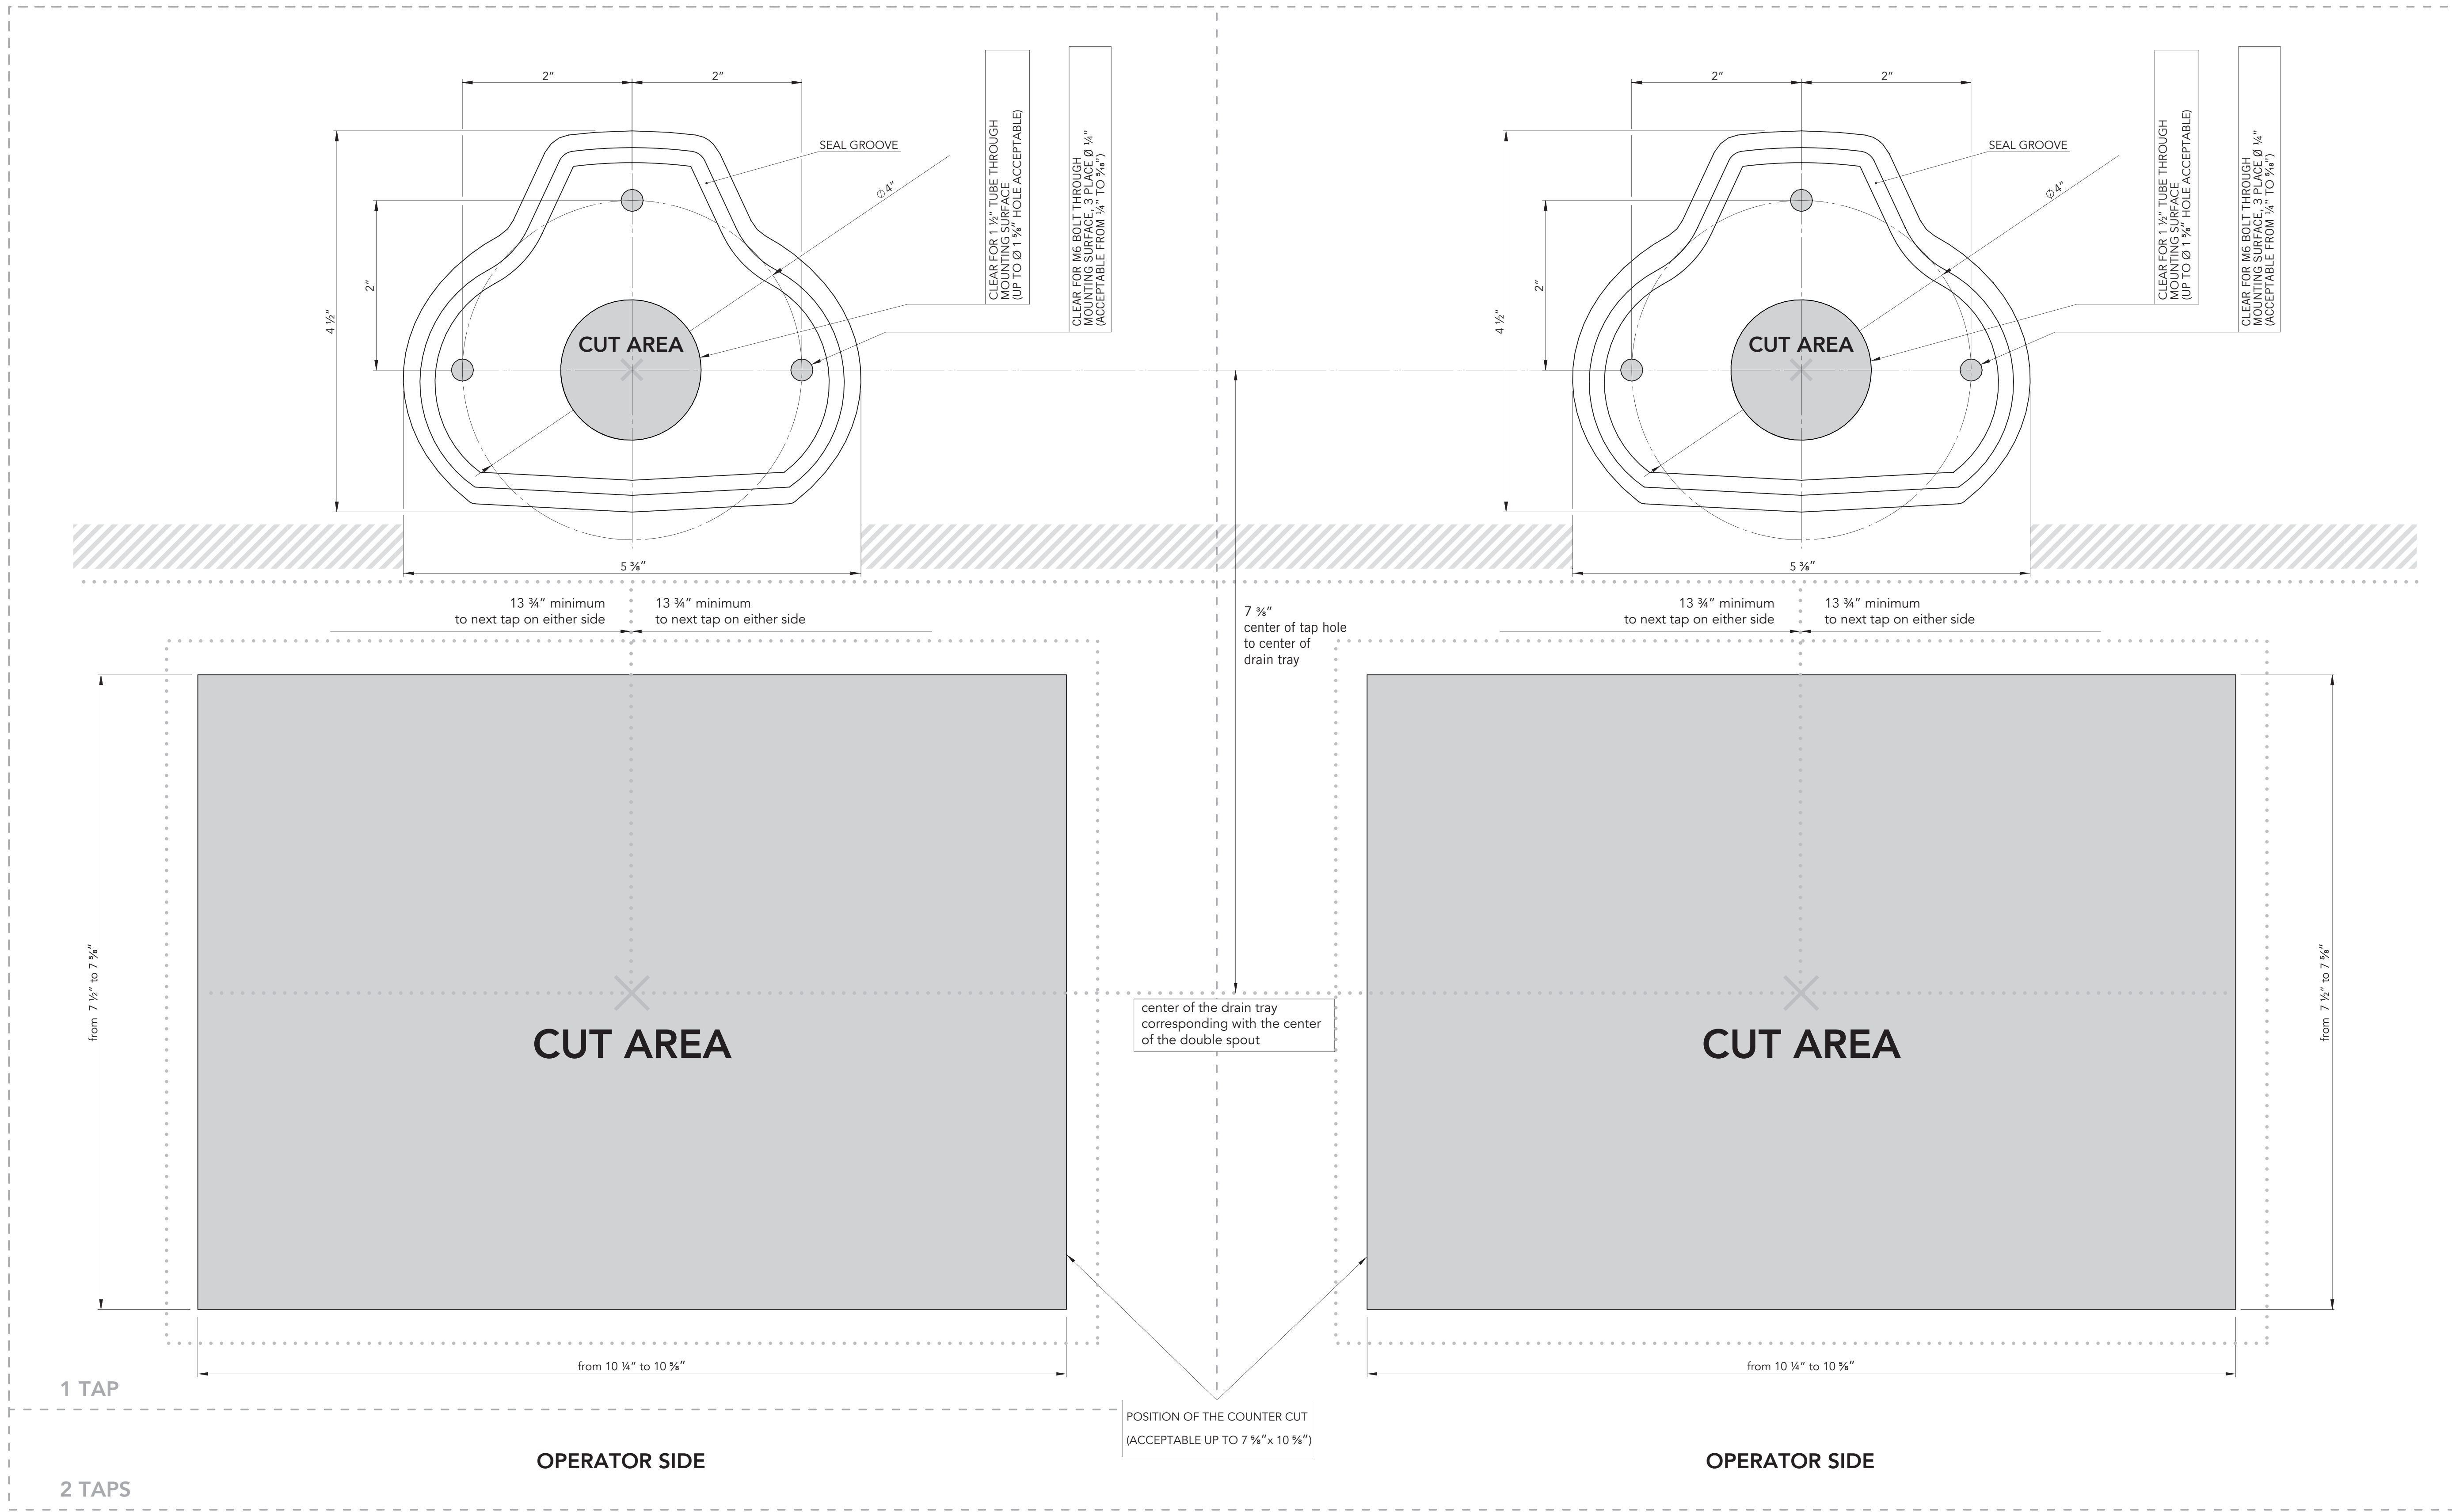 2”
2”
2”
2”
SEAL GROOVE
SEAL GROOVE
Ø4”
Ø4”
CLEAR FOR 1 ½” TUBE THROUGH
MOUNTING SURFACE
(UP TO Ø 1 ⅝” HOLE ACCEPTABLE)
CLEAR FOR M6 BOLT THROUGH
MOUNTING SURFACE, 3 PLACE Ø ¼”
(ACCEPTABLE FROM ¼” TO ⁵⁄₁₆”)
CLEAR FOR 1 ½” TUBE THROUGH
MOUNTING SURFACE
(UP TO Ø 1 ⅝” HOLE ACCEPTABLE)
CLEAR FOR M6 BOLT THROUGH
MOUNTING SURFACE, 3 PLACE Ø ¼”
(ACCEPTABLE FROM ¼” TO ⁵⁄₁₆”)
2”
4 ½”
CUT AREA
2”
4 ½”
CUT AREA
5 ⅜”
5 ⅜”
13 ¾” minimum
to next tap on either side
13 ¾” minimum
to next tap on either side
7 ⅜”
center of tap hole
to center of
drain tray
13 ¾” minimum
to next tap on either side
13 ¾” minimum
to next tap on either side
from 7 ½” to 7 ⅝”
CUT AREA
center of the drain tray
corresponding with the center
of the double spout
CUT AREA
from 7 ½” to 7 ⅝”
from 10 ¼” to 10 ⅝”
from 10 ¼” to 10 ⅝”
1 TAP
POSITION OF THE COUNTER CUT
(ACCEPTABLE UP TO 7 ⅝”x 10 ⅝”)
OPERATOR SIDE
OPERATOR SIDE
2 TAPS